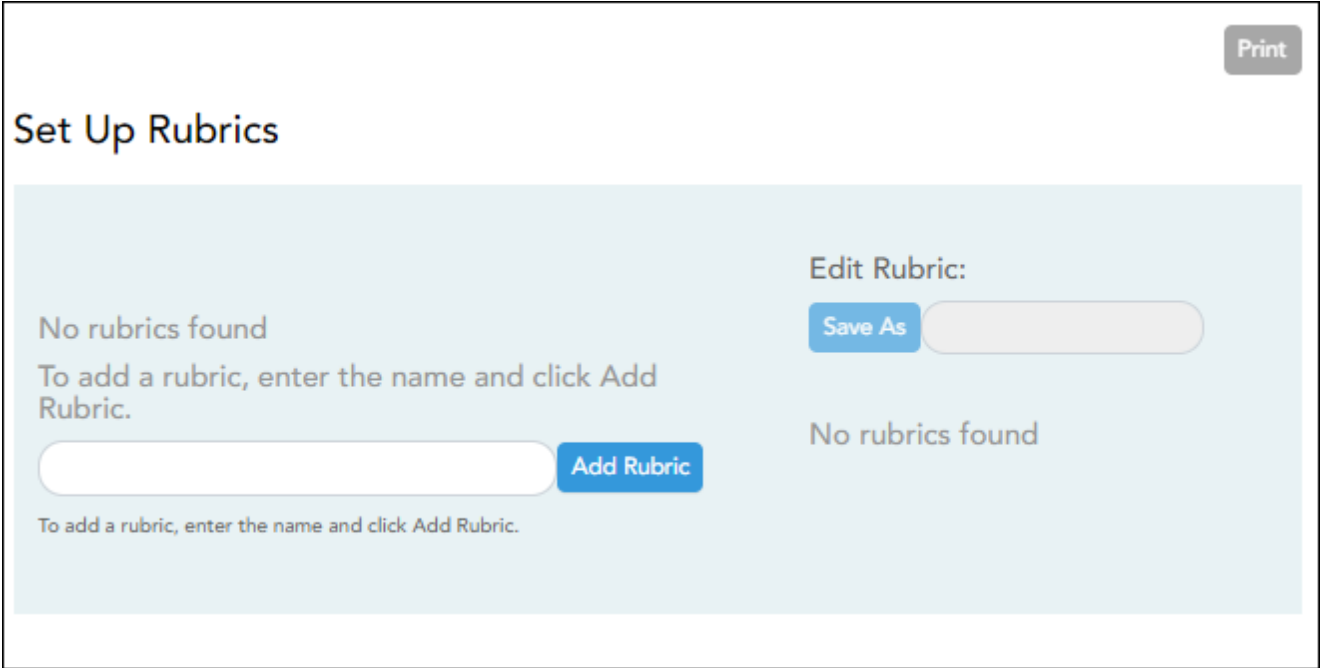 Print
Set Up Rubrics
No rubrics found
To add a rubric, enter the name and click Add
Rubric.
Add Rubric
To add a rubric, enter the name and click Add Rubric.
Edit Rubric:
Save As
No rubrics found